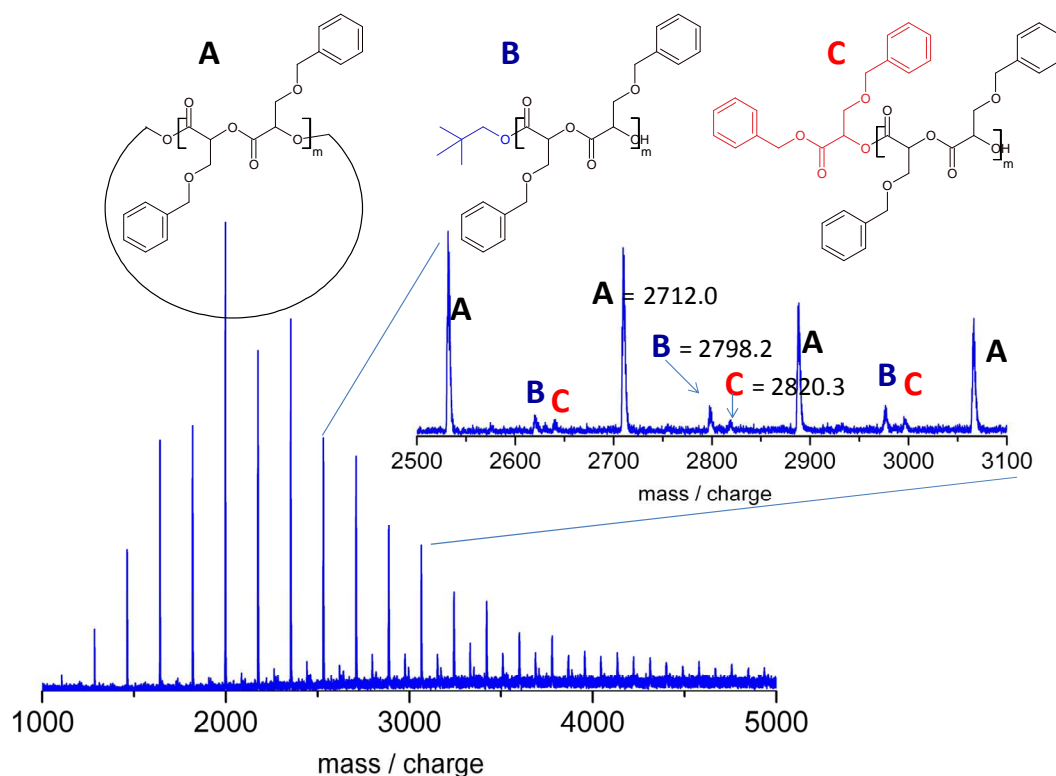 A
B
C
O
O
O
O
O
O
O
m
O
O
O
O
OH
m
O
O
O
O
O
O
O
O
O
OH
m
O
O
A
A = 2712.0
B = 2798.2
A
A
B
C
C = 2820.3
B
C
2500
2600
2700
2800
2900
3000
3100
mass / charge
1000
2000
3000
4000
5000
mass / charge